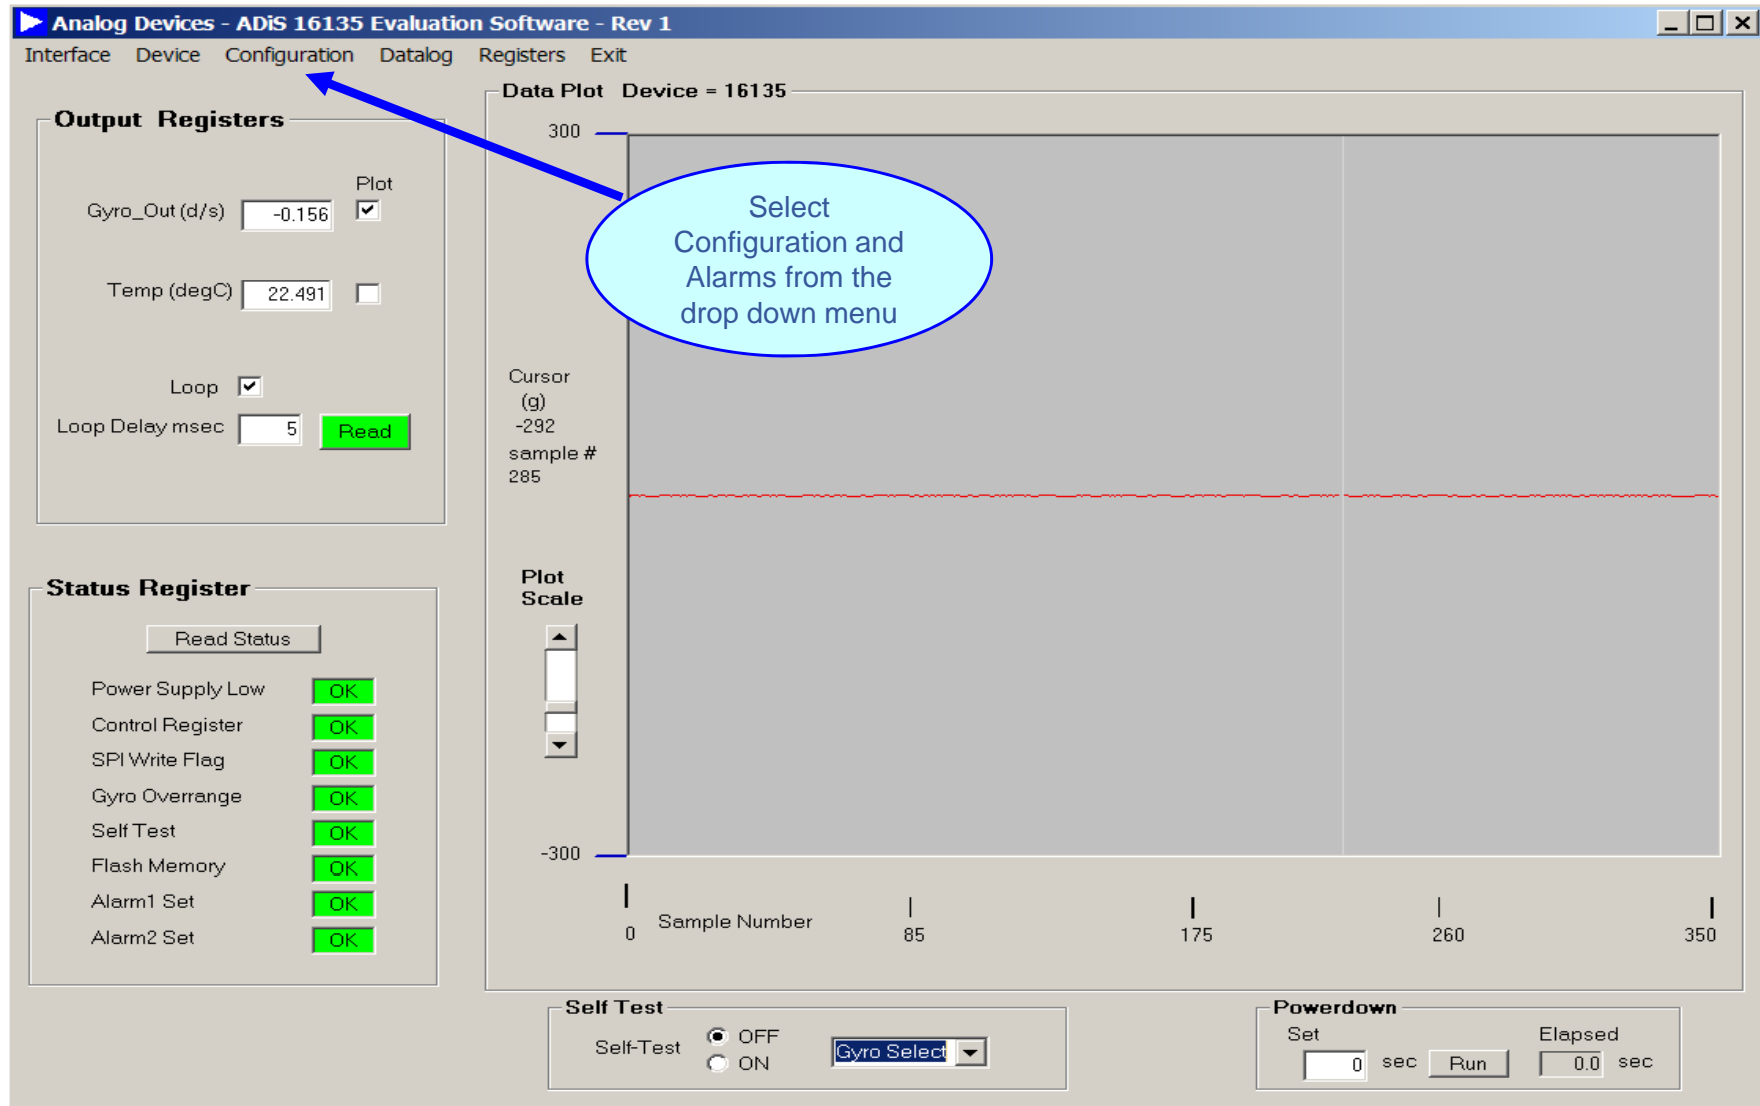 Analog Devices - ADiS 16135 Evaluation Software - Rev 1
Interface Device Configuration Datalog Registers Exit
Output Registers
Plot
Gyro_Out (d/s) -0.156
Temp (degC) 22.491
Loop
Loop Delay msec 5 Read
Status Register
Read Status
Power Supply Low OK
Control Register OK
SPI Write Flag OK
Gyro Overrange OK
Self Test OK
Flash Memory OK
Alarm1 Set OK
Alarm2 Set OK
Data Plot Device = 16135
300
Select
Configuration and
Alarms from the
drop down menu
Cursor
(g)
-292
sample #
285
Plot
Scale
-300
Sample Number
0 85 175 260 350
Self Test
Self-Test OFF
ON
Gyro Select
Powerdown
Set Elapsed
0 sec Run 0.0 sec